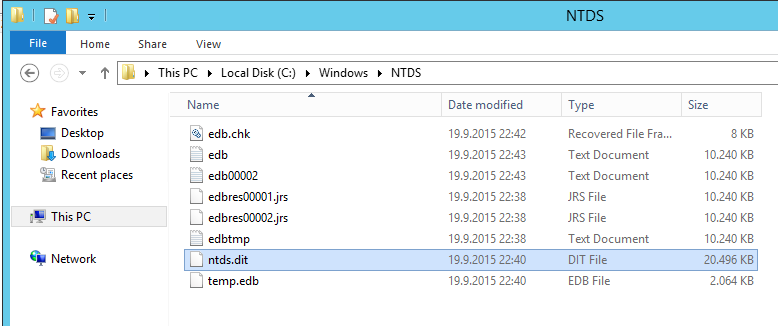 NTDS
File Home Share View
This PC Local Disk (C:) Windows NTDS
Name Date modified Type Size
Favorites
Desktop
Downloads
Recent places
This PC
Network
edb.chk 19.9.2015 22:42 Recovered File Fra... 8 KB
edb 19.9.2015 22:43 Text Document 10.240 KB
edb00002 19.9.2015 22:43 Text Document 10.240 KB
edbres00001.jrs 19.9.2015 22:38 JRS File 10.240 KB
edbres00002.jrs 19.9.2015 22:38 JRS File 10.240 KB
edbtmp 19.9.2015 22:38 Text Document 10.240 KB
ntds.dit 19.9.2015 22:40 DIT File 20.496 KB
temp.edb 19.9.2015 22:40 EDB File 2.064 KB